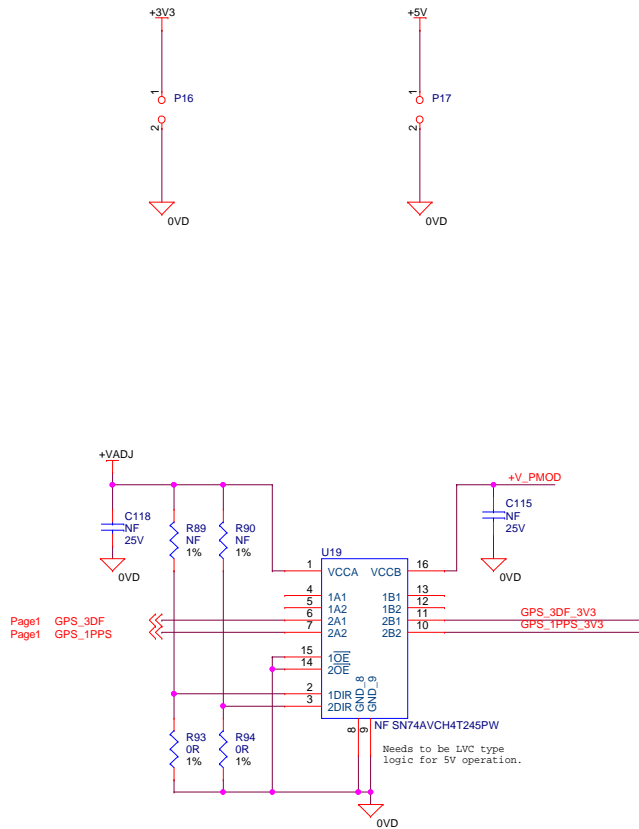 +3V3 +5V
1 P16 1 P17
2 2
0VD 0VD
+VADJ
+V_PMOD
C118 NF 25V
R89 NF 1%
R90 NF 1%
C115 NF 25V
0VD
0VD
U19
1 VCCA VCCB 16
4 1A1 1B1 13
5 1A2 1B2 12
Page1 GPS_3DF 6 2A1 2B1 11 GPS_3DF_3V3
Page1 GPS_1PPS 7 2A2 2B2 10 GPS_1PPS_3V3
15 1OE
14 2OE
2 1DIR
3 2DIR
GND_8 GND_9
8 9
NF SN74AVCH4T245PW
R93 0R 1%
R94 0R 1%
Needs to be LVC type
logic for 5V operation.
0VD